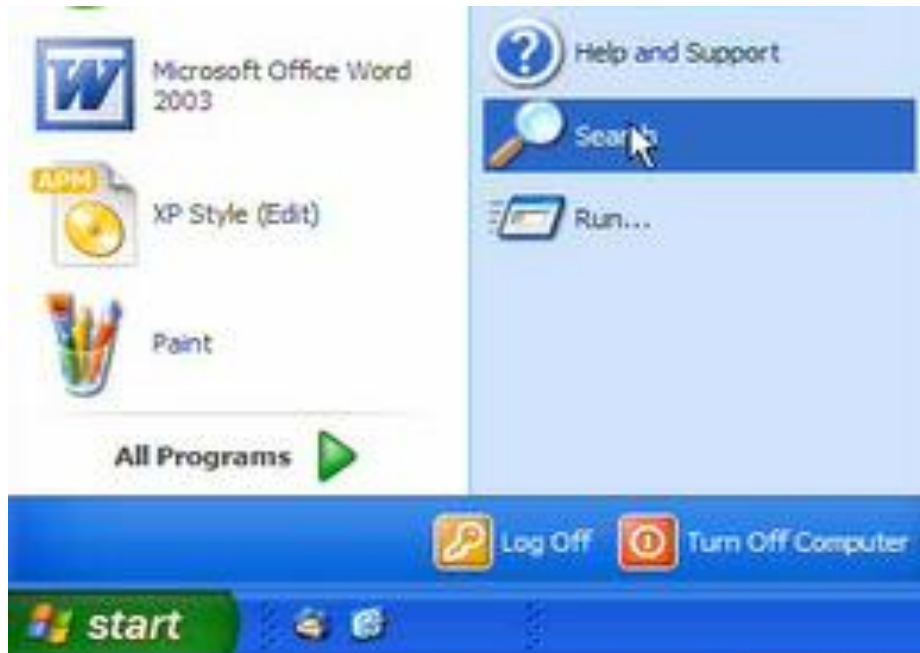 Microsoft Office Word
2003
APM
XP Style (Edit)
Paint
All Programs
Help and Support
Search
Run...
Log Off
Turn Off Computer
start